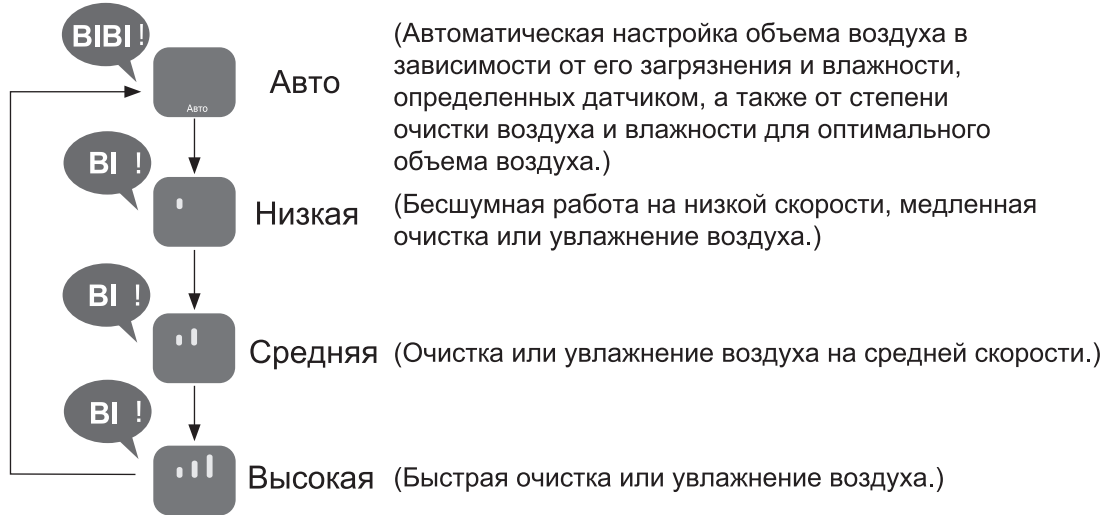 BIBI !
Авто
Авто
(Автоматическая настройка объема воздуха в
зависимости от его загрязнения и влажности,
определенных датчиком, а также от степени
очистки воздуха и влажности для оптимального
объема воздуха.)
BI !
Низкая
(Бесшумная работа на низкой скорости, медленная
очистка или увлажнение воздуха.)
BI !
Средняя (Очистка или увлажнение воздуха на средней скорости.)
BI !
Высокая (Быстрая очистка или увлажнение воздуха.)